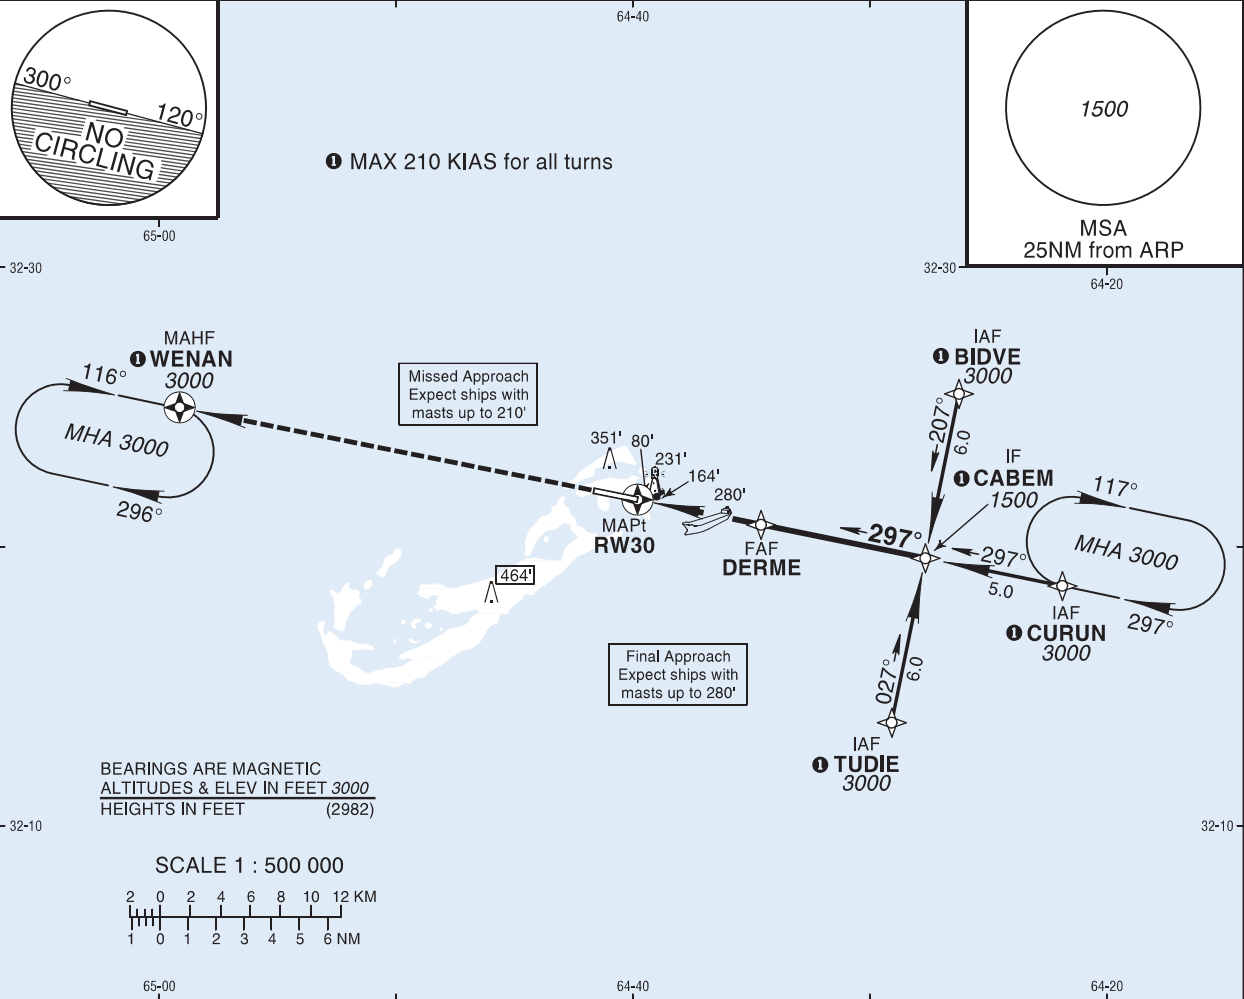 64-40
300°
120°
NO
CIRCLING
1500
MSA
25NM from ARP
❶ MAX 210 KIAS for all turns
65-00
32-30
32-30
64-20
MAHF
❶ WENAN
3000
116°
MHA 3000
296°
Missed Approach
Expect ships with
masts up to 210'
IAF
❶ BIDVE
3000
207°
6.0
IF
❶ CABEM
1500
117°
MHA 3000
297°
351'
80'
231'
164'
280'
MAPt
RW30
FAF
DERME
297°
297°
5.0
IAF
❶ CURUN
3000
464'
Final Approach
Expect ships with
masts up to 280'
027°
6.0
IAF
❶ TUDIE
3000
BEARINGS ARE MAGNETIC
ALTITUDES & ELEV IN FEET 3000
HEIGHTS IN FEET (2982)
32-10
32-10
SCALE 1 : 500 000
2 0 2 4 6 8 10 12 KM
1 0 1 2 3 4 5 6 NM
65-00
64-40
64-20